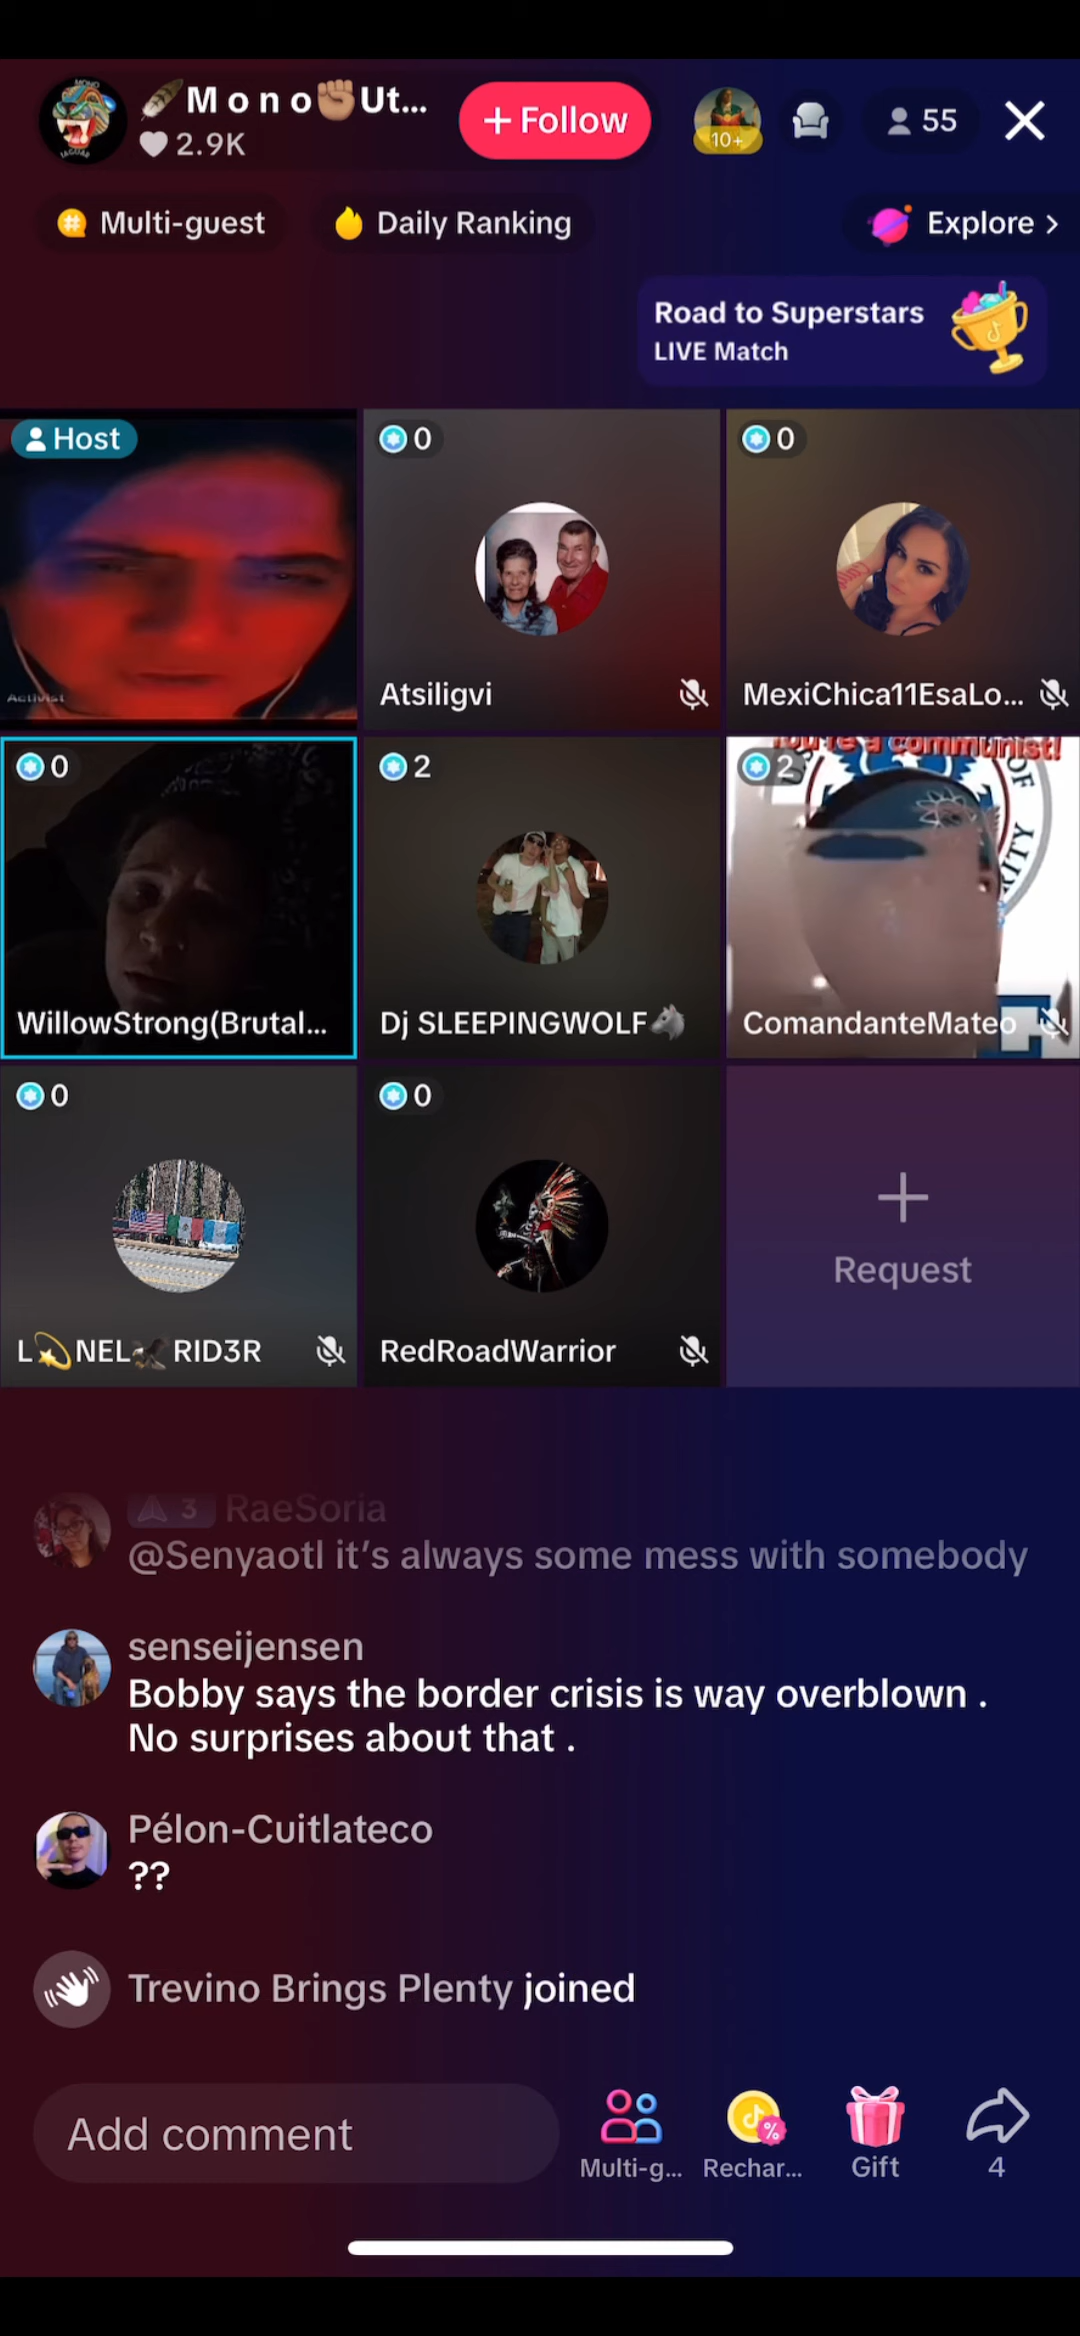 🪶M o n o✊🏽Ut...
2.9K
+ Follow
10+
55
Multi-guest
Daily Ranking
Explore >
Road to Superstars
LIVE Match
Host
Activist
0
Atsiligvi
0
MexiChica11EsaLo...
0
WillowStrong(Brutal...
2
Dj SLEEPINGWOLF🐺
You're a communist!
2
OF
ITY
ComandanteMateo
0
L💫NEL🦅RID3R
0
RedRoadWarrior
Request
3 RaeSoria
@Senyaotl it's always some mess with somebody
senseijensen
Bobby says the border crisis is way overblown .
No surprises about that .
Pélon-Cuitlateco
??
Trevino Brings Plenty joined
Add comment
Multi-g...
Rechar...
Gift
4